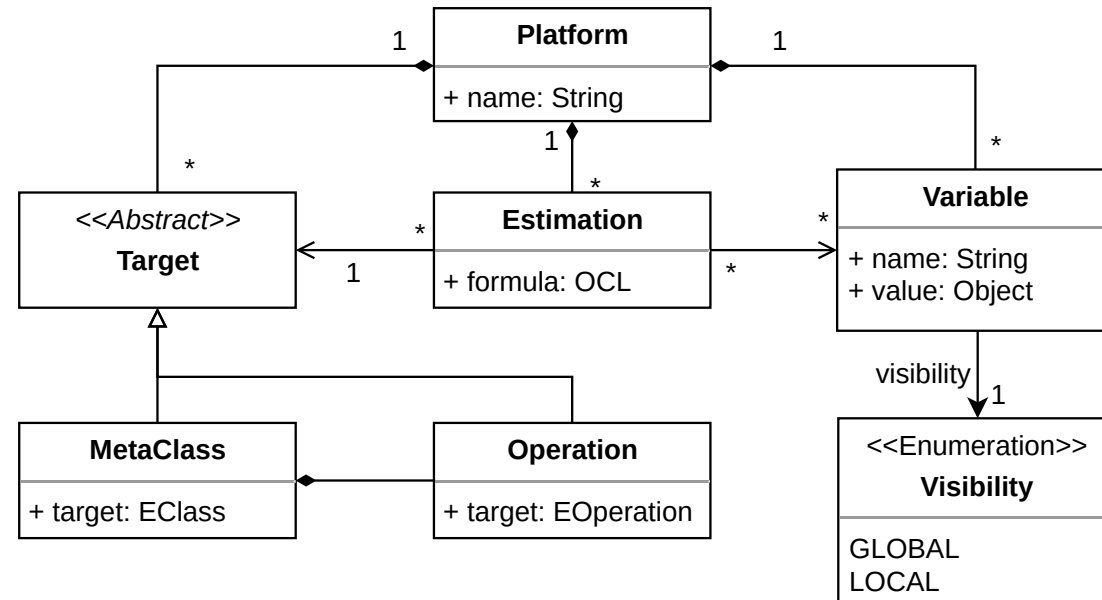 Platform
+ name: String
1
1
1
*
*
*
<<Abstract>>
Target
Estimation
+ formula: OCL
*
1
*
*
Variable
+ name: String
+ value: Object
visibility
1
MetaClass
+ target: EClass
Operation
+ target: EOperation
<<Enumeration>>
Visibility
GLOBAL
LOCAL